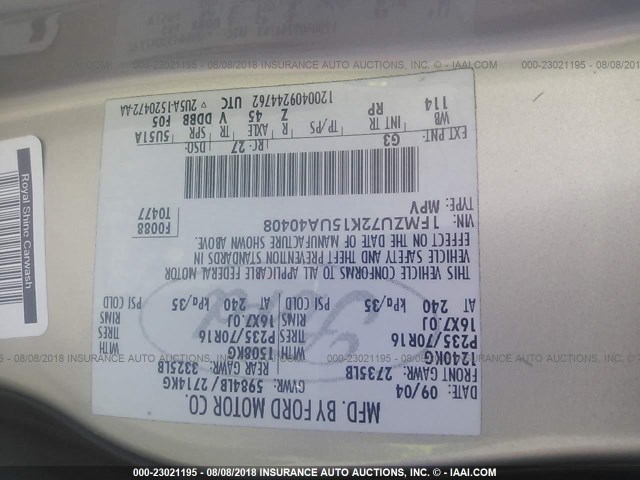 000-23021195 - 08/08/2018 INSURANCE AUTO AUCTIONS, INC. - © - IAAI.COM
MFD. BY FORD MOTOR CO.
DATE: 09/04 GVWR: 5984LB/2714KG
FRONT GAWR: 2735LB REAR GAWR: 3325LB
1240KG WITH 1508KG WITH
P235/70R16 TIRES P235/70R16 TIRES
16X7.0J RIMS 16X7.0J RIMS
AT 240 kPa/35 PSI COLD AT 240 kPa/35 PSI COLD
THIS VEHICLE CONFORMS TO ALL APPLICABLE FEDERAL MOTOR
VEHICLE SAFETY AND THEFT PREVENTION STANDARDS IN
EFFECT ON THE DATE OF MANUFACTURE SHOWN ABOVE.
VIN: 1FMZU72K15UA40408 F0088
TYPE: MPV T0477
EXT PNT: G3 RC: 27 DSO:
WB INT TR TP/PS R AXLE TR SPR 5U51A
114 RP Z 45 V DDBB F05
120040924​4762 UTC ▽ 2U5A-1520472-AA
Ford
Royal Shine Carwash
000-23021195 - 08/08/2018 INSURANCE AUTO AUCTIONS, INC. - © - IAAI.COM